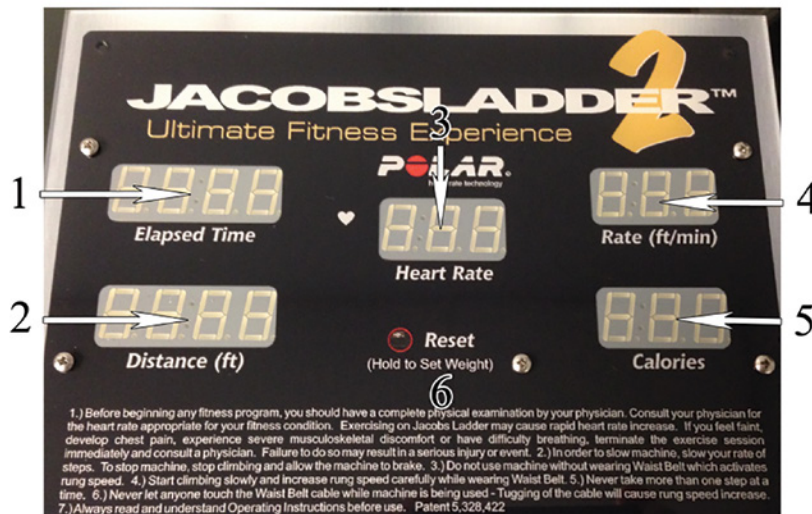 JACOBSLADDER™ 2
Ultimate Fitness Experience
3
POLAR®
heart rate technology
1
4
Elapsed Time
Rate (ft/min)
Heart Rate
2
5
Reset
Distance (ft)
(Hold to Set Weight)
Calories
6
1.) Before beginning any fitness program, you should have a complete physical examination by your physician. Consult your physician for
the heart rate appropriate for your fitness condition. Exercising on Jacobs Ladder may cause rapid heart rate increase. If you feel faint,
develop chest pain, experience severe musculoskeletal discomfort or have difficulty breathing, terminate the exercise session
immediately and consult a physician. Failure to do so may result in a serious injury or event. 2.) In order to slow machine, slow your rate of
steps. To stop machine, stop climbing and allow the machine to brake. 3.) Do not use machine without wearing Waist Belt which activates
rung speed. 4.) Start climbing slowly and increase rung speed carefully while wearing Waist Belt. 5.) Never take more than one step at a
time. 6.) Never let anyone touch the Waist Belt cable while machine is being used - Tugging of the cable will cause rung speed increase.
7.) Always read and understand Operating Instructions before use. Patent 5,328,422